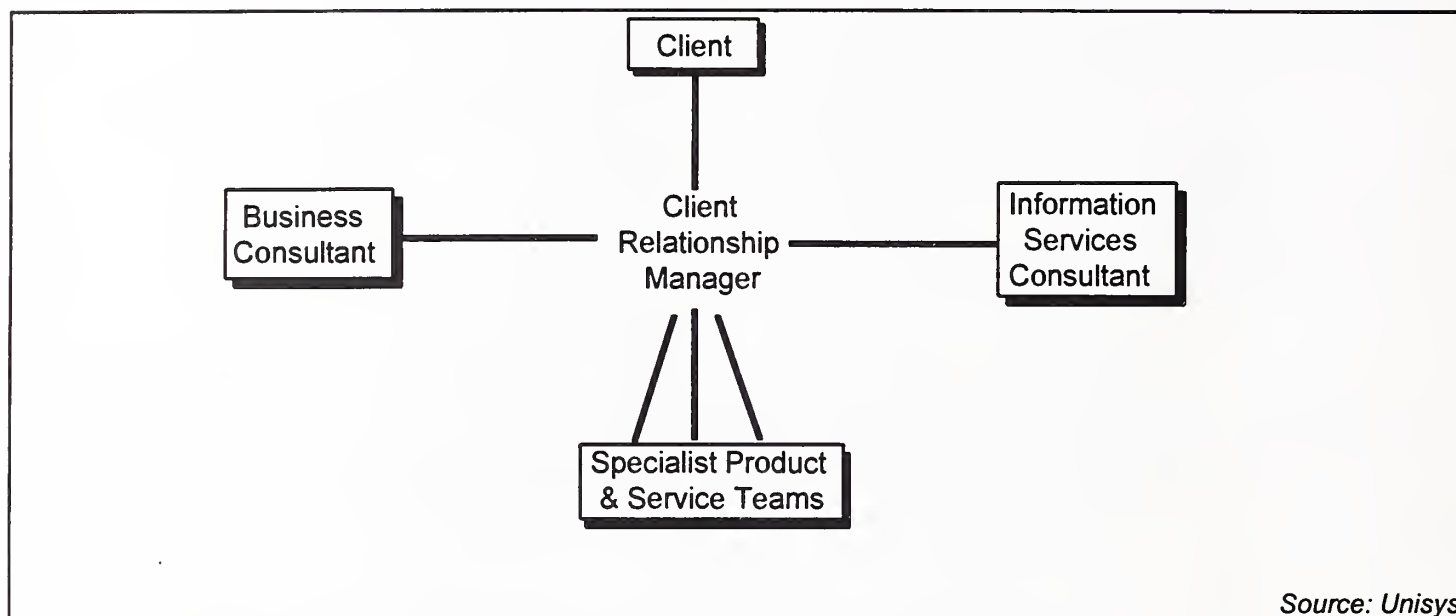 Client
Business
Consultant
Client
Relationship
Manager
Information
Services
Consultant
Specialist Product
& Service Teams
Source: Unisys